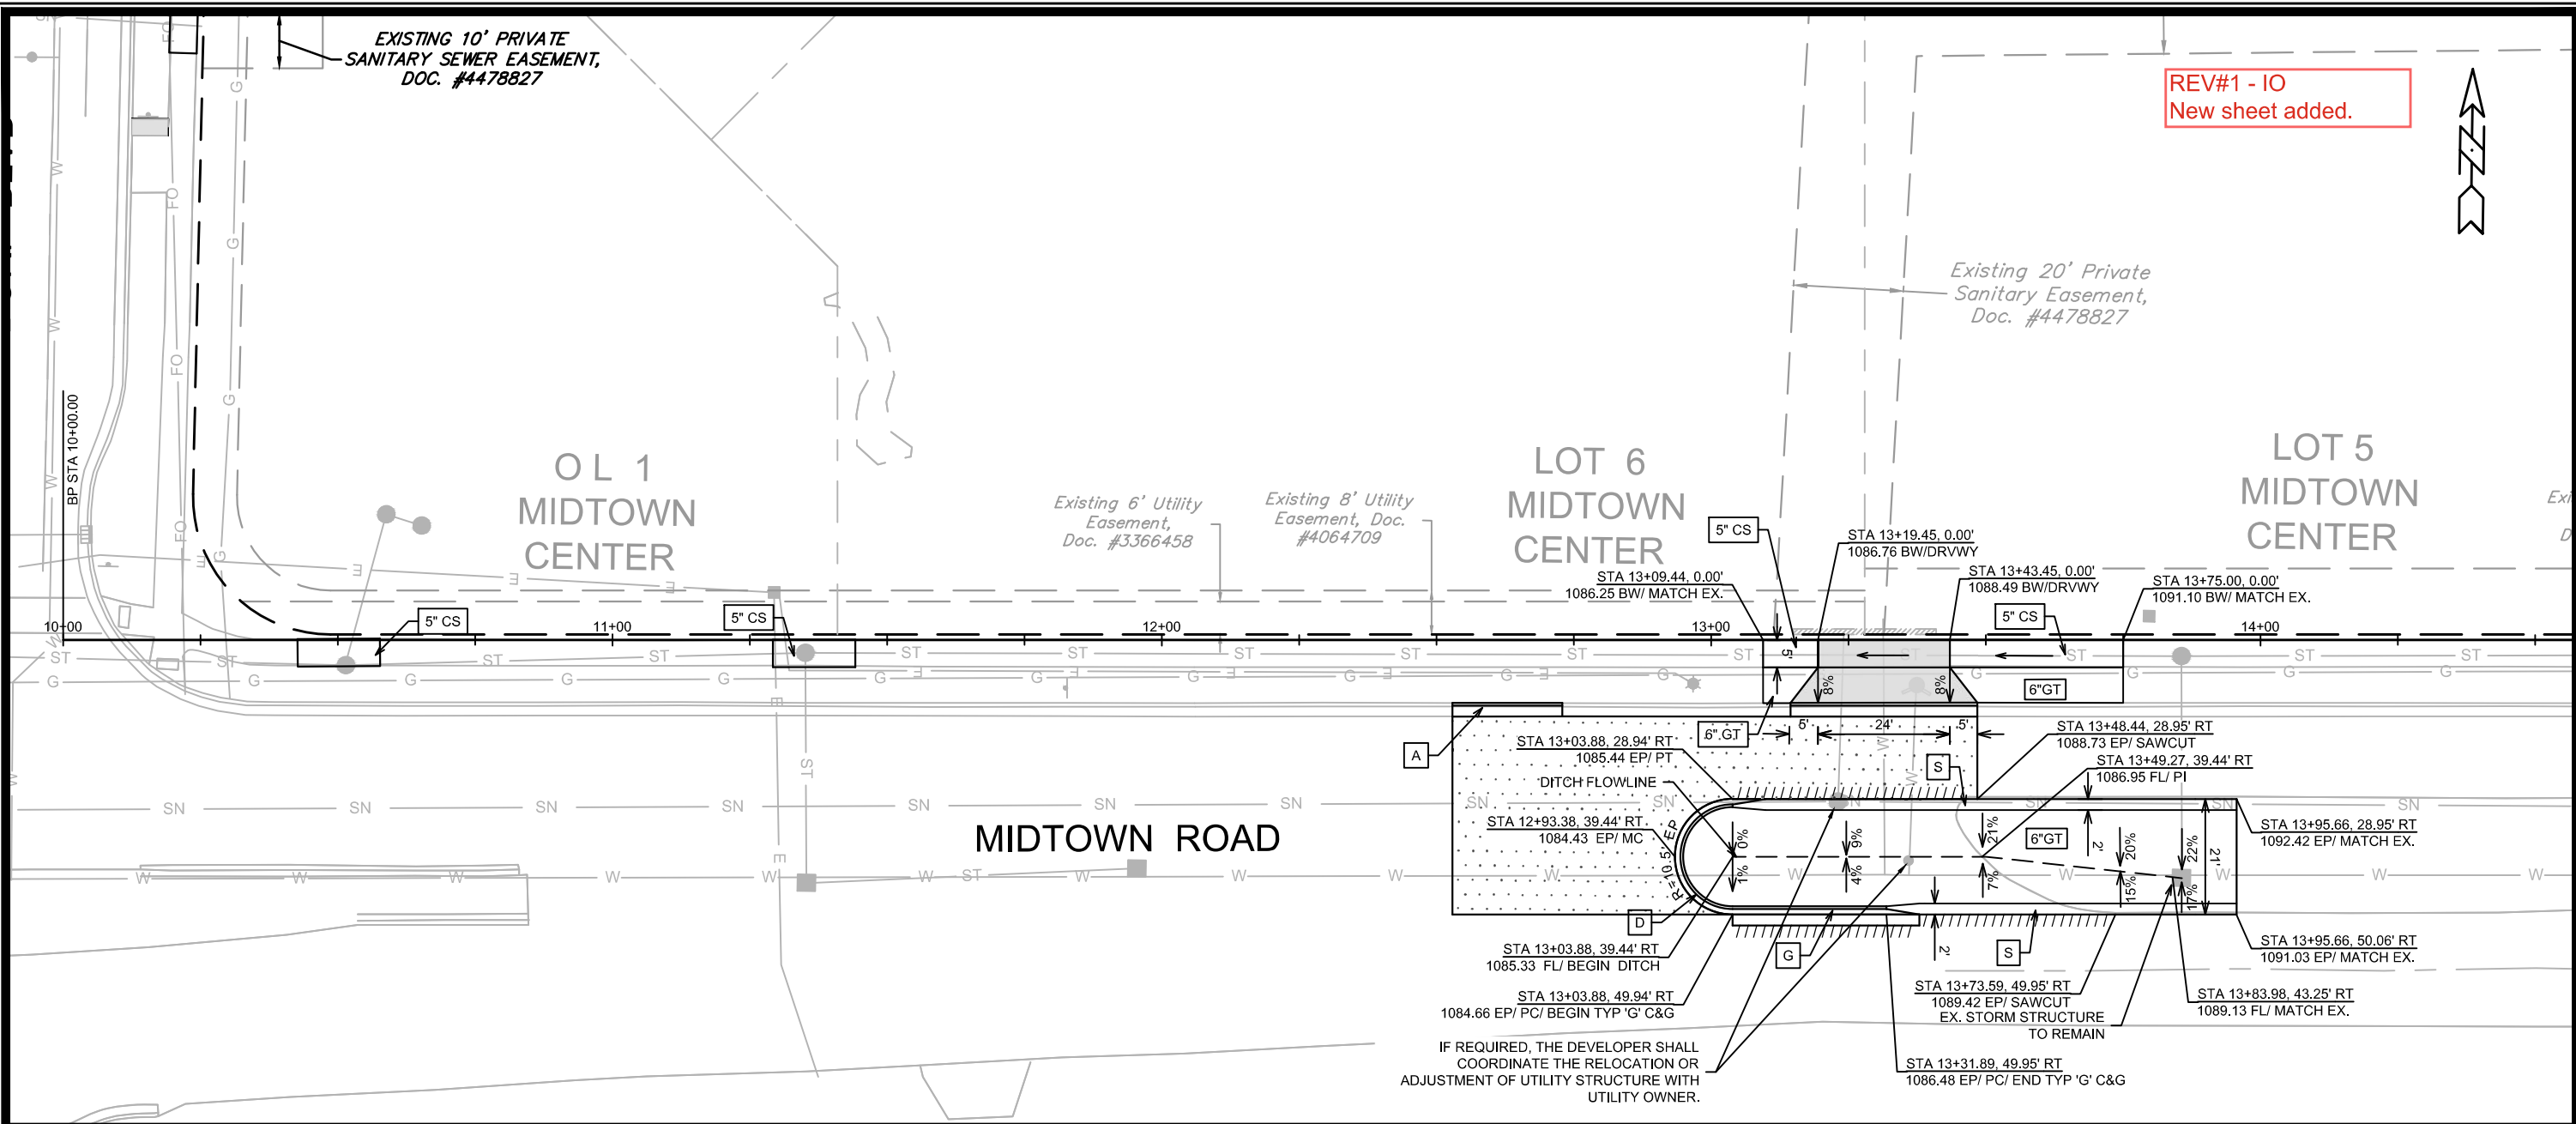 EXISTING 10' PRIVATE
SANITARY SEWER EASEMENT,
DOC. #4478827
REV#1 - IO
New sheet added.
N
Existing 20' Private
Sanitary Easement,
Doc. #4478827
BP STA 10+00.00
O L 1
MIDTOWN
CENTER
Existing 6' Utility
Easement,
Doc. #3366458
Existing 8' Utility
Easement, Doc.
#4064709
LOT 6
MIDTOWN
CENTER
LOT 5
MIDTOWN
CENTER
5" CS
STA 13+19.45, 0.00'
1086.76 BW/DRVWY
STA 13+09.44, 0.00'
1086.25 BW/ MATCH EX.
STA 13+43.45, 0.00'
1088.49 BW/DRVWY
STA 13+75.00, 0.00'
1091.10 BW/ MATCH EX.
5" CS
5" CS
5" CS
10+00
11+00
12+00
13+00
14+00
5'
8%
8%
6"GT
6".GT
5'
24'
5'
A
STA 13+03.88, 28.94' RT
1085.44 EP/ PT
DITCH FLOWLINE
STA 12+93.38, 39.44' RT
1084.43 EP/ MC
R=10.5' EP
STA 13+48.44, 28.95' RT
1088.73 EP/ SAWCUT
STA 13+49.27, 39.44' RT
1086.95 FL/ PI
S
MIDTOWN ROAD
0%
1%
9%
4%
21%
7%
6"GT
2'
20%
15%
22%
17%
21'
STA 13+95.66, 28.95' RT
1092.42 EP/ MATCH EX.
D
G
2'
S
STA 13+03.88, 39.44' RT
1085.33 FL/ BEGIN DITCH
STA 13+95.66, 50.06' RT
1091.03 EP/ MATCH EX.
STA 13+03.88, 49.94' RT
1084.66 EP/ PC/ BEGIN TYP 'G' C&G
STA 13+73.59, 49.95' RT
1089.42 EP/ SAWCUT
EX. STORM STRUCTURE
TO REMAIN
STA 13+83.98, 43.25' RT
1089.13 FL/ MATCH EX.
IF REQUIRED, THE DEVELOPER SHALL
COORDINATE THE RELOCATION OR
ADJUSTMENT OF UTILITY STRUCTURE WITH
UTILITY OWNER.
STA 13+31.89, 49.95' RT
1086.48 EP/ PC/ END TYP 'G' C&G